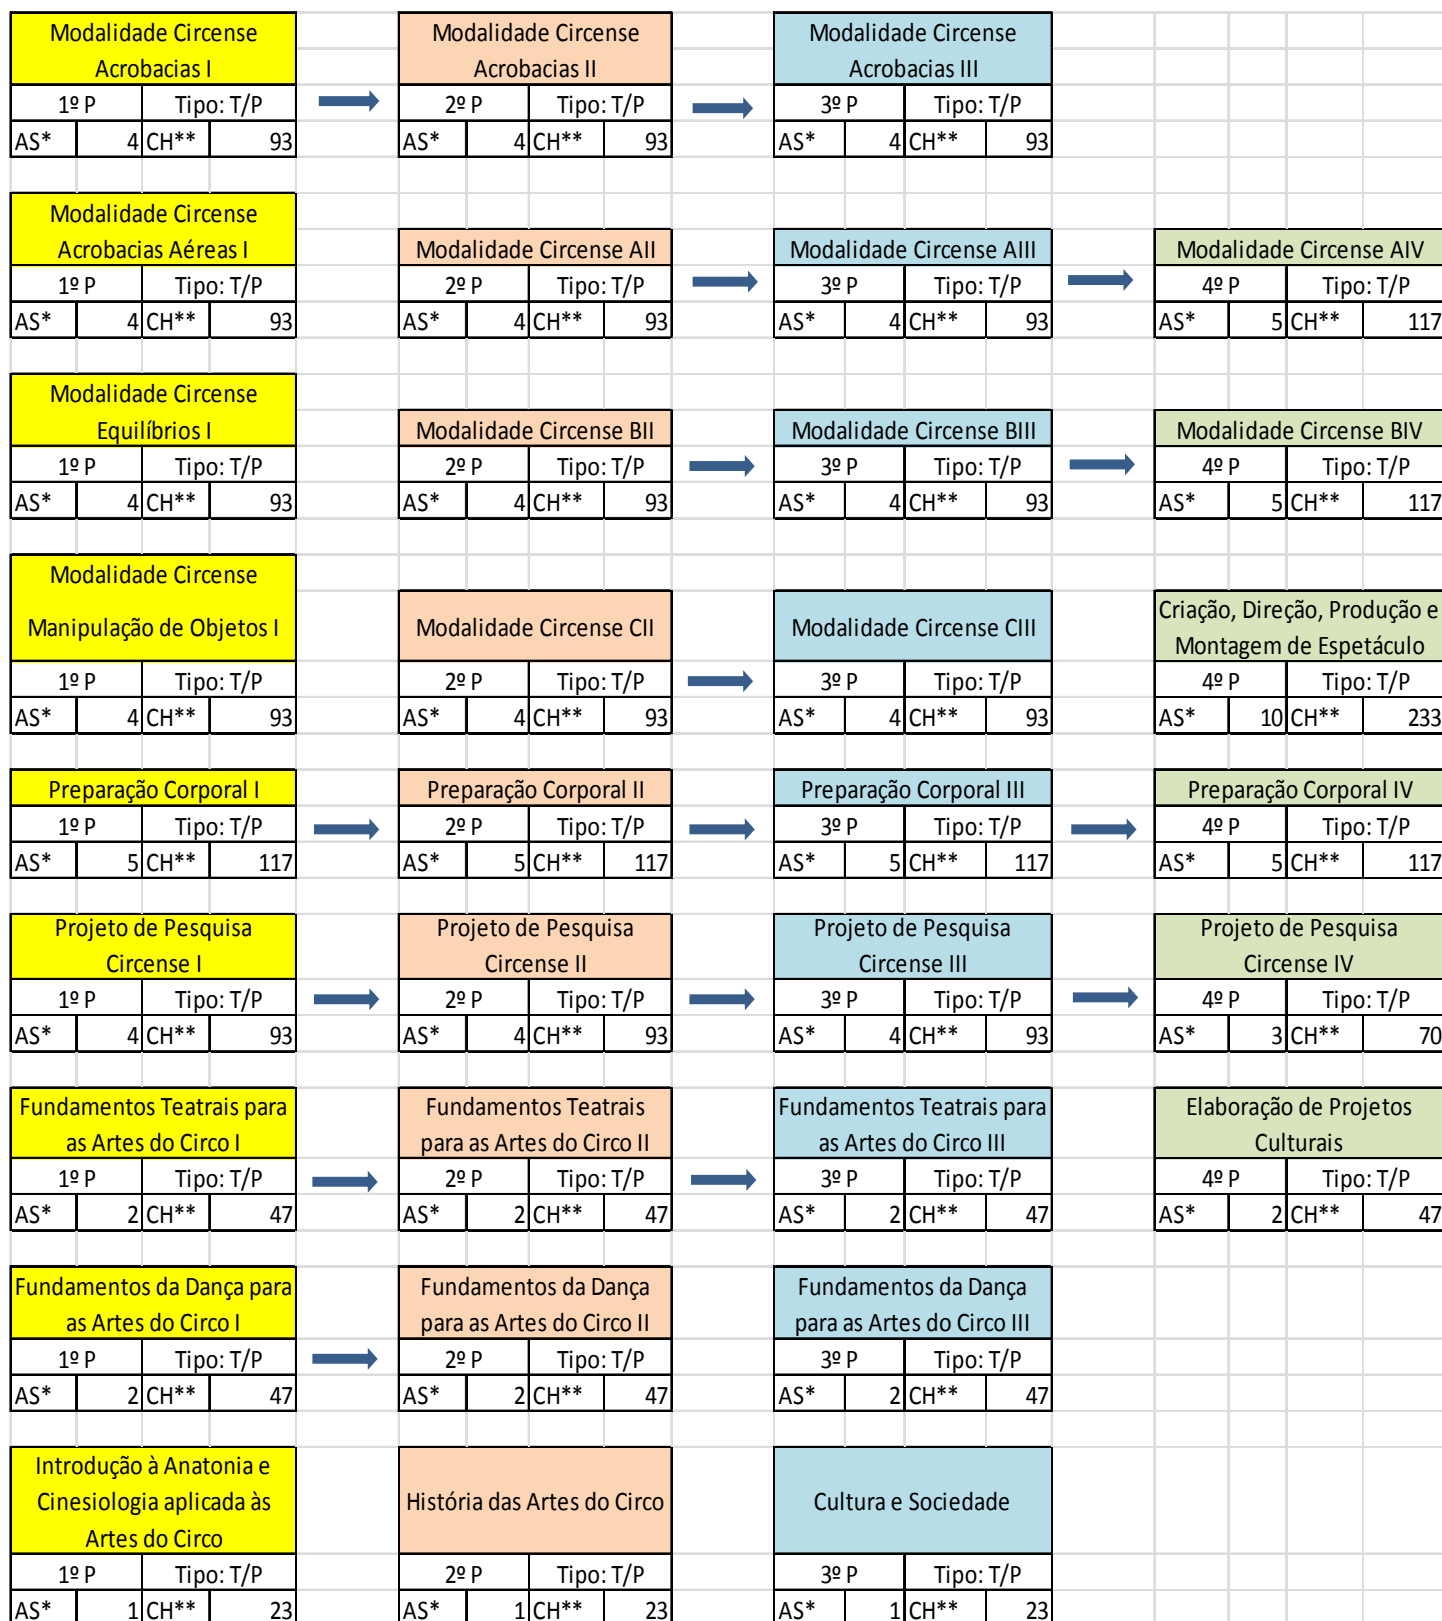 Modalidade Circense
Acrobacias I
1º P Tipo: T/P
AS* 4 CH** 93
Modalidade Circense
Acrobacias II
2º P Tipo: T/P
AS* 4 CH** 93
Modalidade Circense
Acrobacias III
3º P Tipo: T/P
AS* 4 CH** 93
Modalidade Circense
Acrobacias Aéreas I
1º P Tipo: T/P
AS* 4 CH** 93
Modalidade Circense AII
2º P Tipo: T/P
AS* 4 CH** 93
Modalidade Circense AIII
3º P Tipo: T/P
AS* 4 CH** 93
Modalidade Circense AIV
4º P Tipo: T/P
AS* 5 CH** 117
Modalidade Circense
Equilíbrios I
1º P Tipo: T/P
AS* 4 CH** 93
Modalidade Circense BII
2º P Tipo: T/P
AS* 4 CH** 93
Modalidade Circense BIII
3º P Tipo: T/P
AS* 4 CH** 93
Modalidade Circense BIV
4º P Tipo: T/P
AS* 5 CH** 117
Modalidade Circense
Manipulação de Objetos I
1º P Tipo: T/P
AS* 4 CH** 93
Modalidade Circense CII
2º P Tipo: T/P
AS* 4 CH** 93
Modalidade Circense CIII
3º P Tipo: T/P
AS* 4 CH** 93
Criação, Direção, Produção e
Montagem de Espetáculo
4º P Tipo: T/P
AS* 10 CH** 233
Preparação Corporal I
1º P Tipo: T/P
AS* 5 CH** 117
Preparação Corporal II
2º P Tipo: T/P
AS* 5 CH** 117
Preparação Corporal III
3º P Tipo: T/P
AS* 5 CH** 117
Preparação Corporal IV
4º P Tipo: T/P
AS* 5 CH** 117
Projeto de Pesquisa
Circense I
1º P Tipo: T/P
AS* 4 CH** 93
Projeto de Pesquisa
Circense II
2º P Tipo: T/P
AS* 4 CH** 93
Projeto de Pesquisa
Circense III
3º P Tipo: T/P
AS* 4 CH** 93
Projeto de Pesquisa
Circense IV
4º P Tipo: T/P
AS* 3 CH** 70
Fundamentos Teatrais para
as Artes do Circo I
1º P Tipo: T/P
AS* 2 CH** 47
Fundamentos Teatrais
para as Artes do Circo II
2º P Tipo: T/P
AS* 2 CH** 47
Fundamentos Teatrais para
as Artes do Circo III
3º P Tipo: T/P
AS* 2 CH** 47
Elaboração de Projetos
Culturais
4º P Tipo: T/P
AS* 2 CH** 47
Fundamentos da Dança para
as Artes do Circo I
1º P Tipo: T/P
AS* 2 CH** 47
Fundamentos da Dança
para as Artes do Circo II
2º P Tipo: T/P
AS* 2 CH** 47
Fundamentos da Dança
para as Artes do Circo III
3º P Tipo: T/P
AS* 2 CH** 47
Introdução à Anatonia e
Cinesiologia aplicada às
Artes do Circo
1º P Tipo: T/P
AS* 1 CH** 23
História das Artes do Circo
2º P Tipo: T/P
AS* 1 CH** 23
Cultura e Sociedade
3º P Tipo: T/P
AS* 1 CH** 23